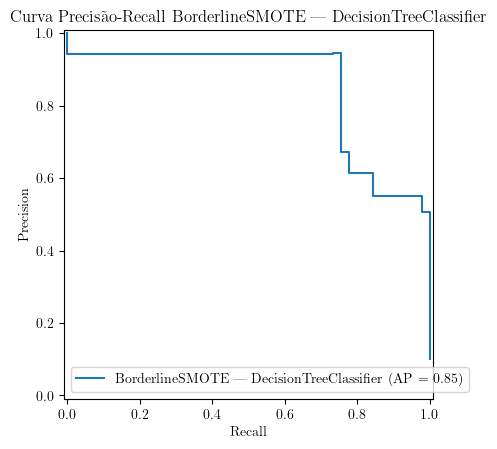 Curva Precisão-Recall BorderlineSMOTE — DecisionTreeClassifier
1.0
0.8
0.6
0.4
0.2
0.0
Precision
BorderlineSMOTE — DecisionTreeClassifier (AP = 0.85)
0.0 0.2 0.4 0.6 0.8 1.0
Recall